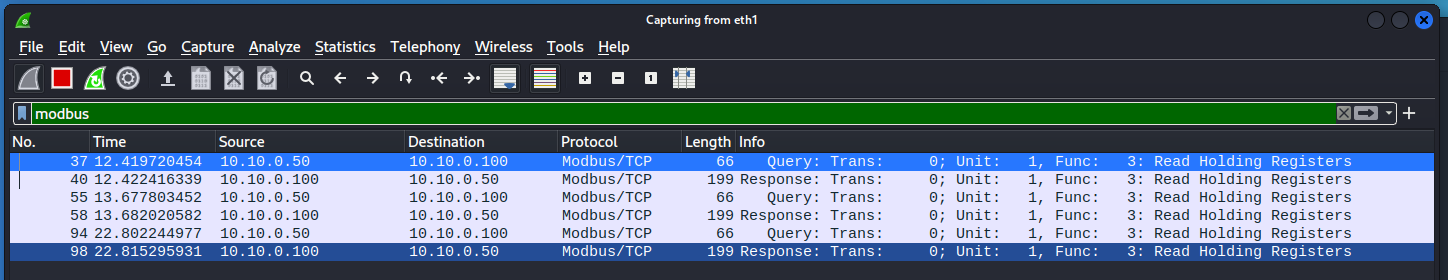 Capturing from eth1
File Edit View Go Capture Analyze Statistics Telephony Wireless Tools Help
modbus
No. Time Source Destination Protocol Length Info
37 12.419720454 10.10.0.50 10.10.0.100 Modbus/TCP 66 Query: Trans: 0; Unit: 1, Func: 3: Read Holding Registers
40 12.422416339 10.10.0.100 10.10.0.50 Modbus/TCP 199 Response: Trans: 0; Unit: 1, Func: 3: Read Holding Registers
55 13.677803452 10.10.0.50 10.10.0.100 Modbus/TCP 66 Query: Trans: 0; Unit: 1, Func: 3: Read Holding Registers
58 13.682020582 10.10.0.100 10.10.0.50 Modbus/TCP 199 Response: Trans: 0; Unit: 1, Func: 3: Read Holding Registers
94 22.802244977 10.10.0.50 10.10.0.100 Modbus/TCP 66 Query: Trans: 0; Unit: 1, Func: 3: Read Holding Registers
98 22.815295931 10.10.0.100 10.10.0.50 Modbus/TCP 199 Response: Trans: 0; Unit: 1, Func: 3: Read Holding Registers